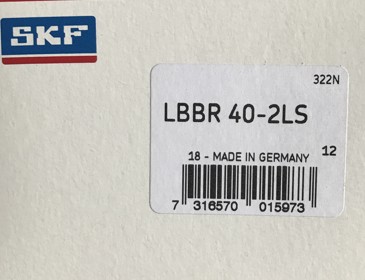 SKF
322N
LBBR 40-2LS
18 - MADE IN GERMANY 12
7 316570 015973